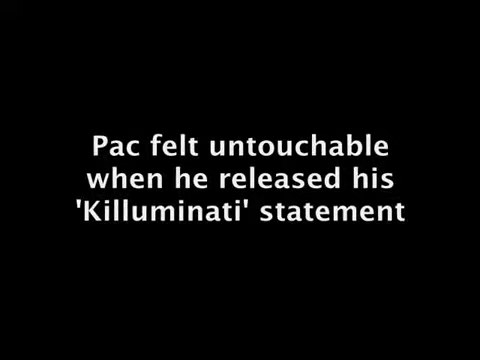 Pac felt untouchable
when he released his
'Killuminati' statement